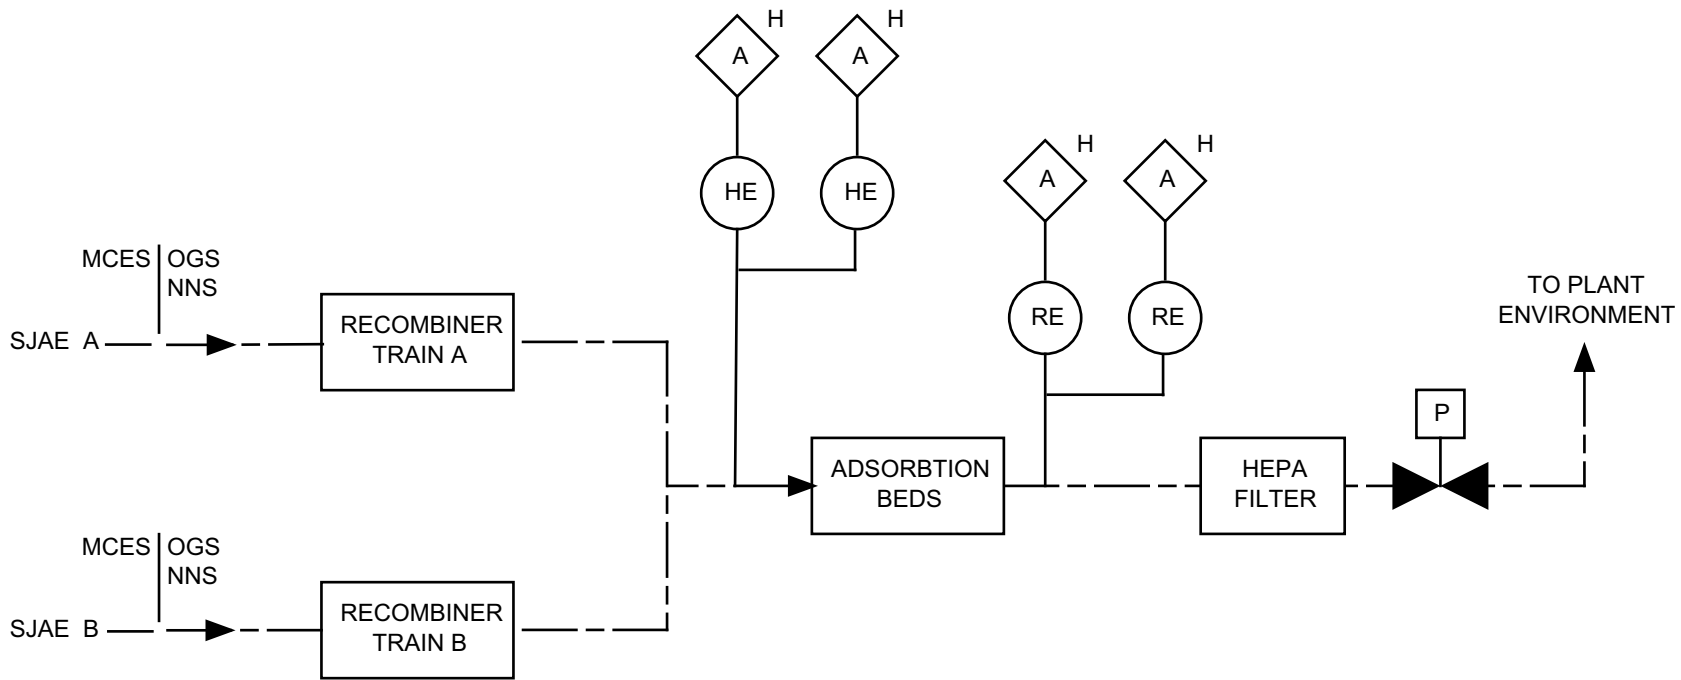 H
H
A
A
HE
HE
H
H
A
A
RE
RE
MCES
OGS
NNS
SJAE A
RECOMBINER
TRAIN A
TO PLANT
ENVIRONMENT
P
ADSORBTION
BEDS
HEPA
FILTER
MCES
OGS
NNS
SJAE B
RECOMBINER
TRAIN B